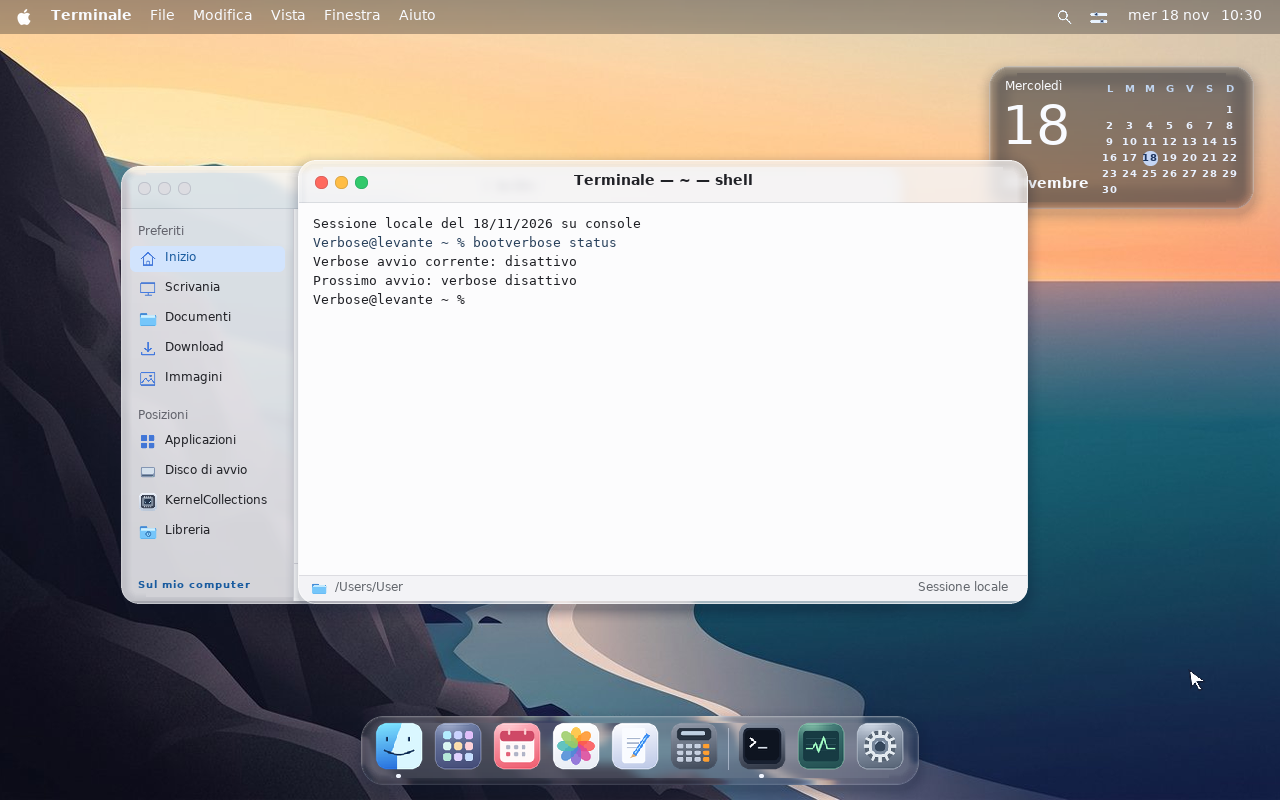 Terminale File Modifica Vista Finestra Aiuto mer 18 nov 10:30
Mercoledì
18
L M M G V S D
1
2 3 4 5 6 7 8
9 10 11 12 13 14 15
16 17 18 19 20 21 22
23 24 25 26 27 28 29
30
vembre
Preferiti
Inizio
Scrivania
Documenti
Download
Immagini
Posizioni
Applicazioni
Disco di avvio
KernelCollections
Libreria
Sul mio computer
Terminale — ~ — shell
Sessione locale del 18/11/2026 su console
Verbose@levante ~ % bootverbose status
Verbose avvio corrente: disattivo
Prossimo avvio: verbose disattivo
Verbose@levante ~ %
/Users/User Sessione locale